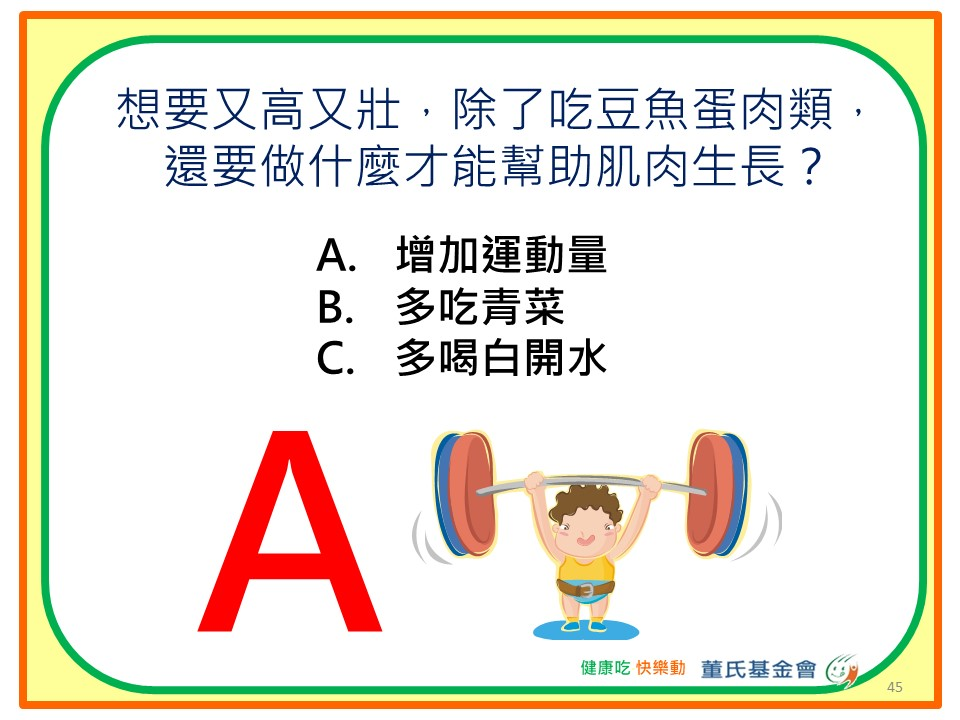 想要又高又壯，除了吃豆魚蛋肉類，
還要做什麼才能幫助肌肉生長？
A. 增加運動量
B. 多吃青菜
C. 多喝白開水
A
健康吃 快樂動 董氏基金會
45